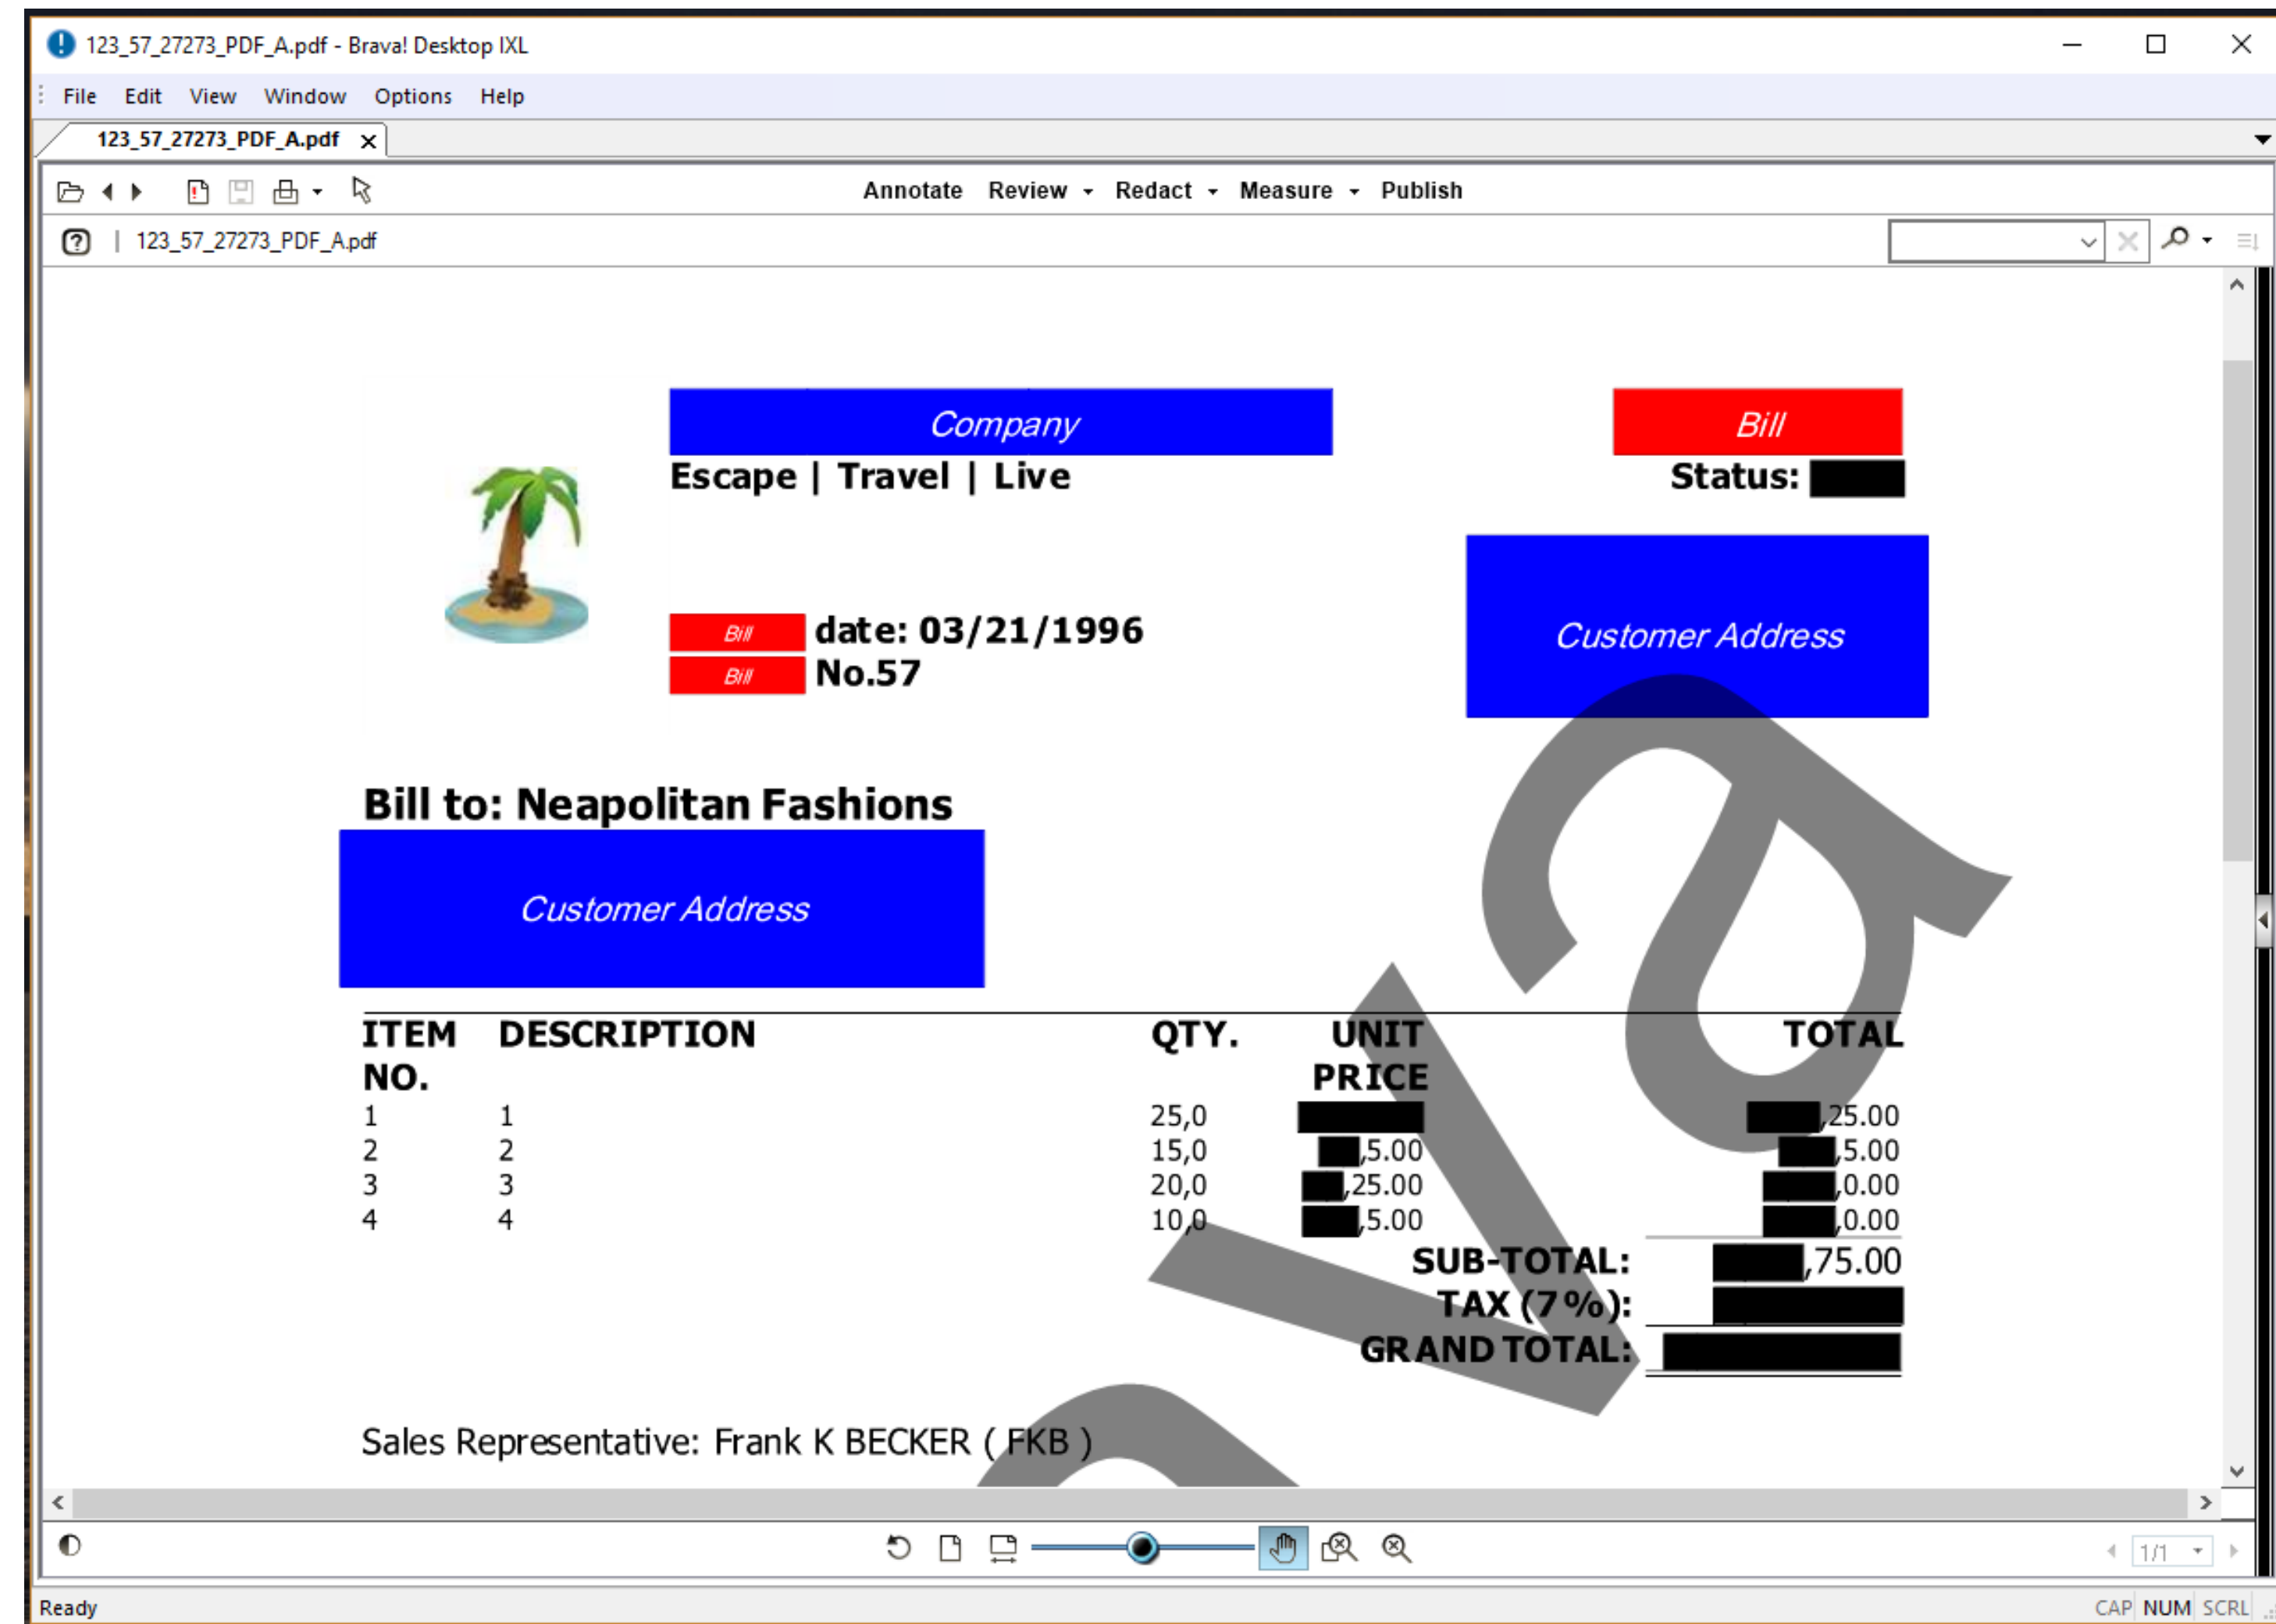 123_57_27273_PDF_A.pdf - Brava! Desktop IXL
File Edit View Window Options Help
123_57_27273_PDF_A.pdf
Annotate Review Redact Measure Publish
123_57_27273_PDF_A.pdf
Company Bill
Escape | Travel | Live Status:
Customer Address
Bill date: 03/21/1996
Bill No.57
Bill to: Neapolitan Fashions
Customer Address
ITEM DESCRIPTION QTY. UNIT TOTAL
NO. PRICE
1 1 25,0 ,25.00
2 2 15,0 ,5.00 ,5.00
3 3 20,0 ,25.00 ,0.00
4 4 10,0 ,5.00 ,0.00
SUB-TOTAL: ,75.00
TAX (7%):
GRAND TOTAL:
Sales Representative: Frank K BECKER ( FKB )
va
1/1
Ready CAP NUM SCRL